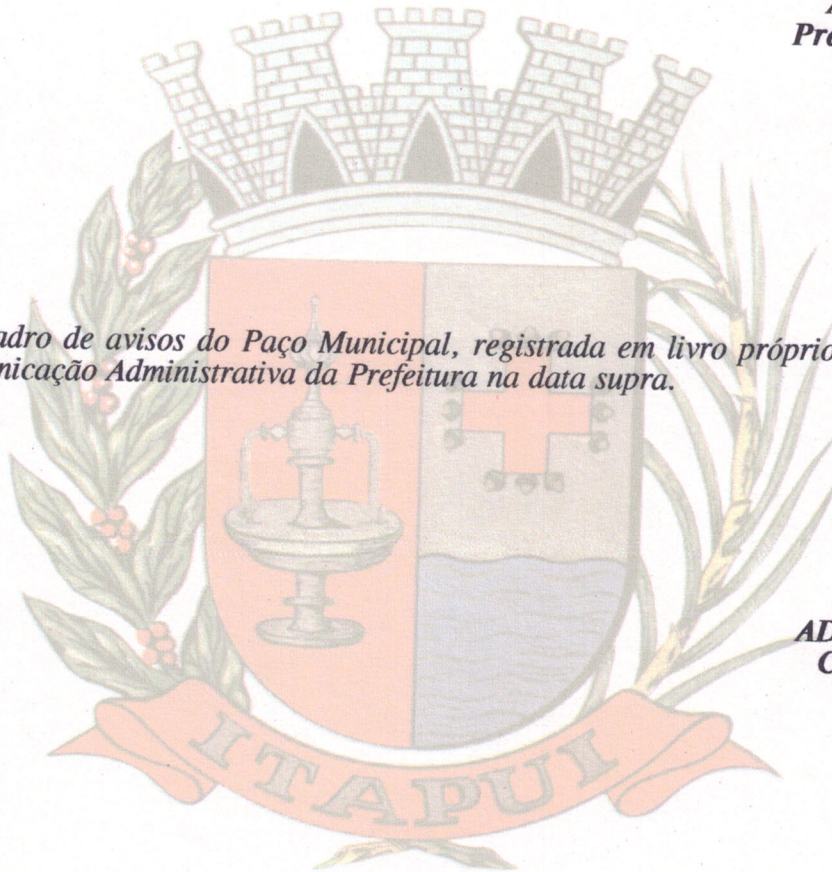 Pre
adro de avisos do Paço Municipal, registrada em livro próprio
nicação Administrativa da Prefeitura na data supra.
AD
C
ITAPUI